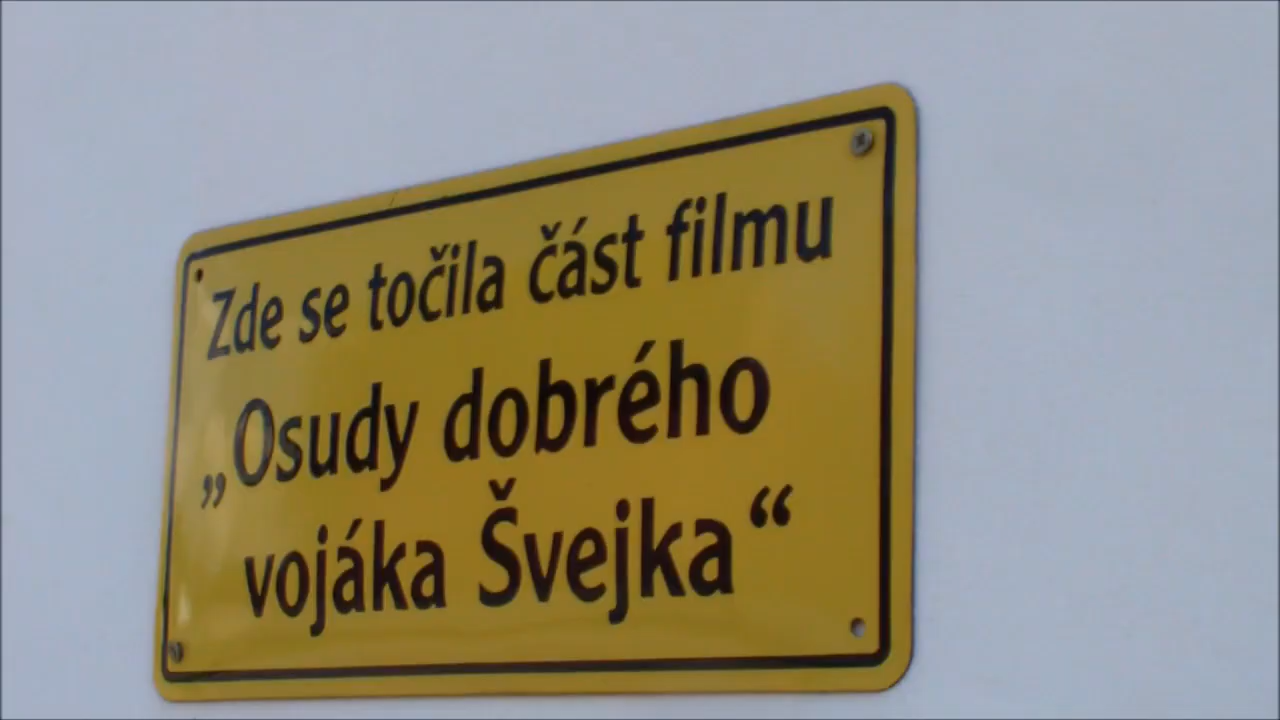 Zde se točila část filmu
„Osudy dobrého
vojáka Švejka“